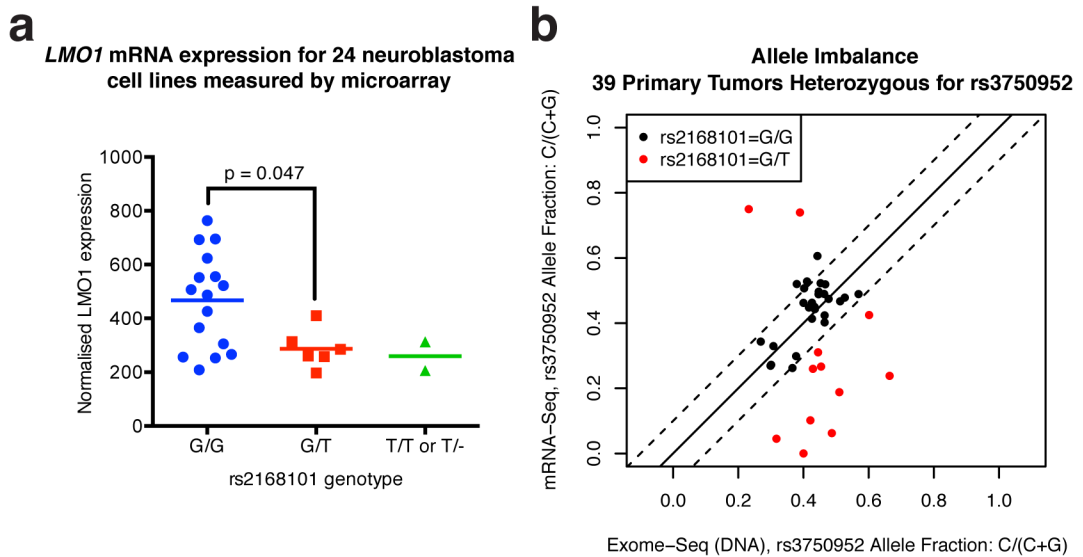 a
LMO1 mRNA expression for 24 neuroblastoma
cell lines measured by microarray
Normalised LMO1 expression
1000
800
600
400
200
0
p = 0.047
G/G
G/T
T/T or T/-
rs2168101 genotype
b
Allele Imbalance
39 Primary Tumors Heterozygous for rs3750952
mRNA−Seq, rs3750952 Allele Fraction: C/(C+G)
1.0
0.8
0.6
0.4
0.2
0.0
rs2168101=G/G
rs2168101=G/T
0.0
0.2
0.4
0.6
0.8
1.0
Exome−Seq (DNA), rs3750952 Allele Fraction: C/(C+G)